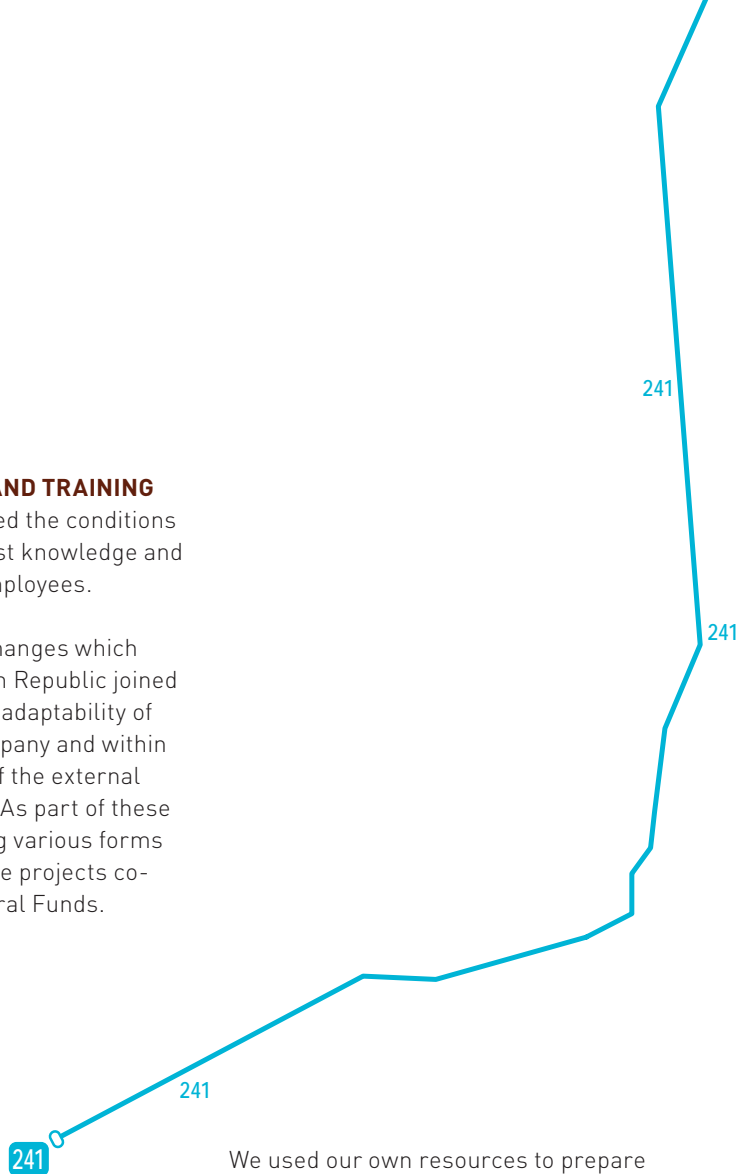 241
AND TRAINING
ed the conditions
st knowledge and
ployees.
241
anges which
n Republic joined
adaptability of
pany and within
f the external
As part of these
g various forms
e projects co-
ral Funds.
241
241
We used our own resources to prepare